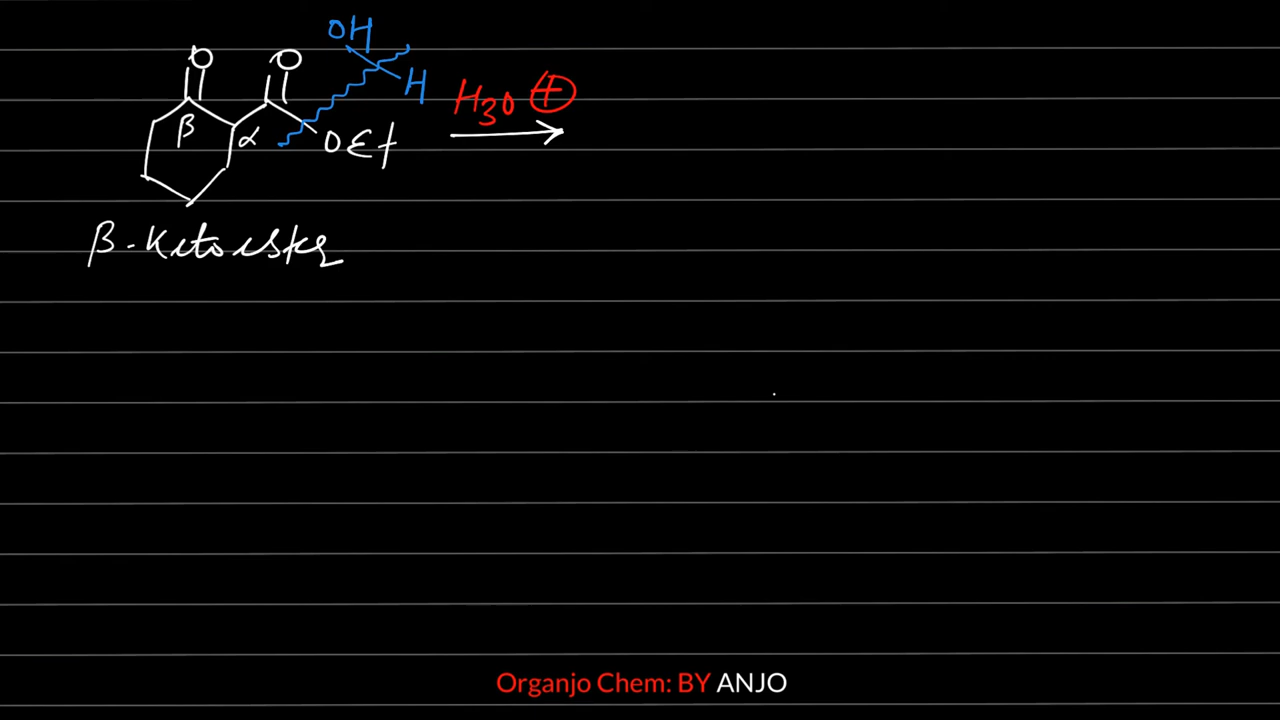 OH
O O
H
H3O ⊕
β α OEt
β-Ketoester
Organjo Chem: BY ANJO